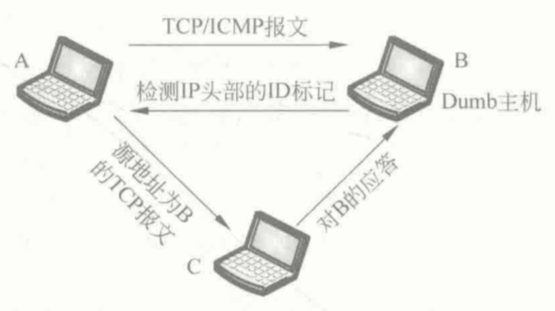 TCP/ICMP报文
A
B
检测IP头部的ID标记
Dumb主机
源地址为B
的TCP报文
对B的应答
C